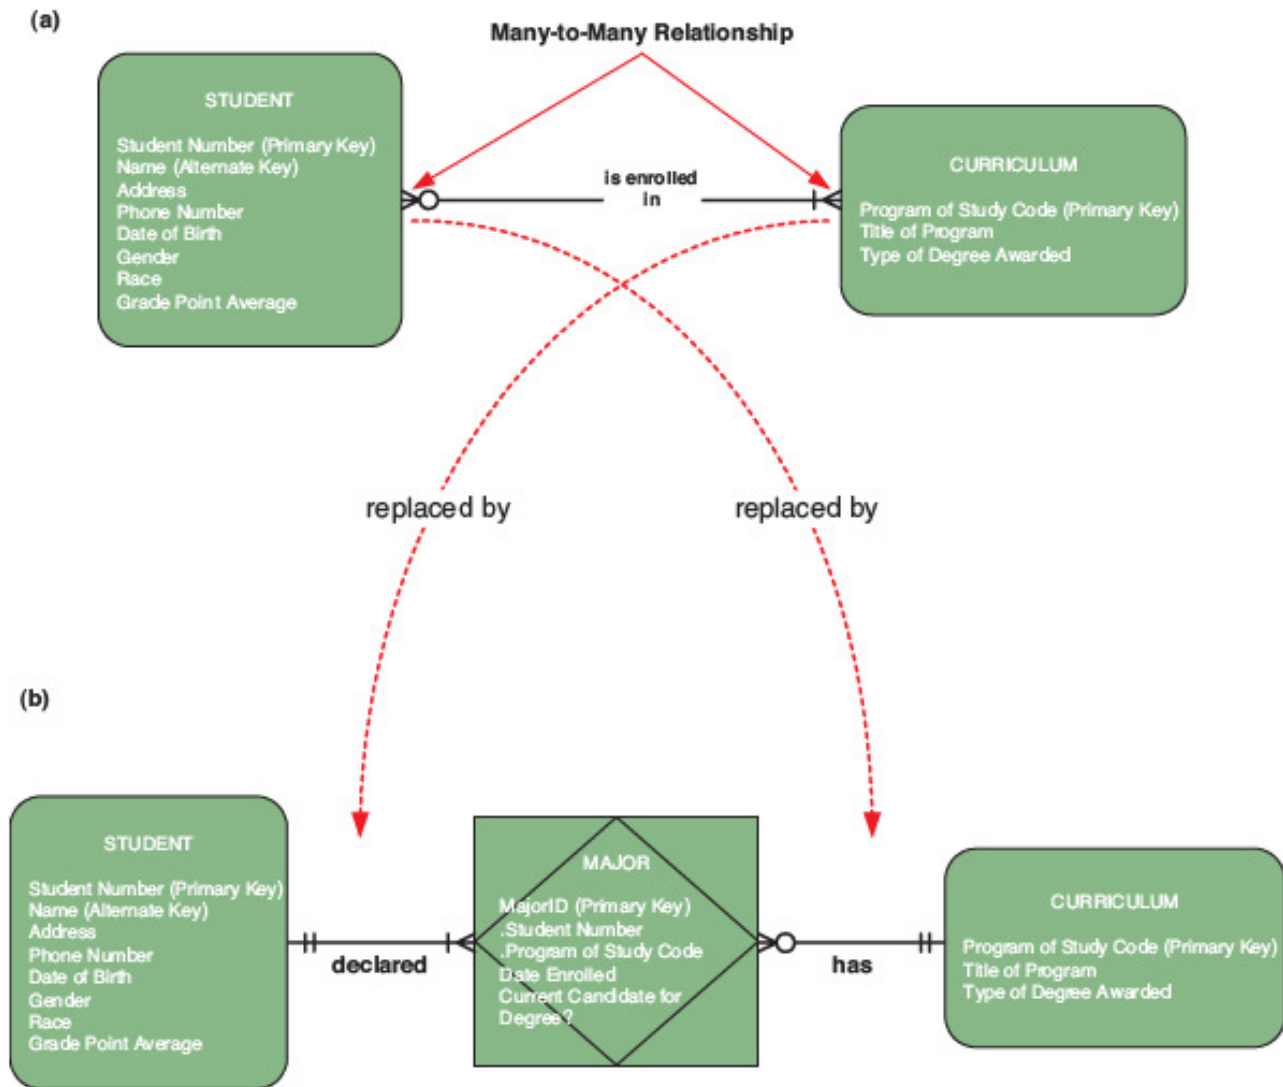 (a)
Many-to-Many Relationship
STUDENT
Student Number (Primary Key)
Name (Alternate Key)
Address
Phone Number
Date of Birth
Gender
Race
Grade Point Average
is enrolled
in
CURRICULUM
Program of Study Code (Primary Key)
Title of Program
Type of Degree Awarded
replaced by
replaced by
(b)
STUDENT
Student Number (Primary Key)
Name (Alternate Key)
Address
Phone Number
Date of Birth
Gender
Race
Grade Point Average
declared
MAJOR
MajorID (Primary Key)
.Student Number
.Program of Study Code
Date Enrolled
Current Candidate for
Degree?
has
CURRICULUM
Program of Study Code (Primary Key)
Title of Program
Type of Degree Awarded